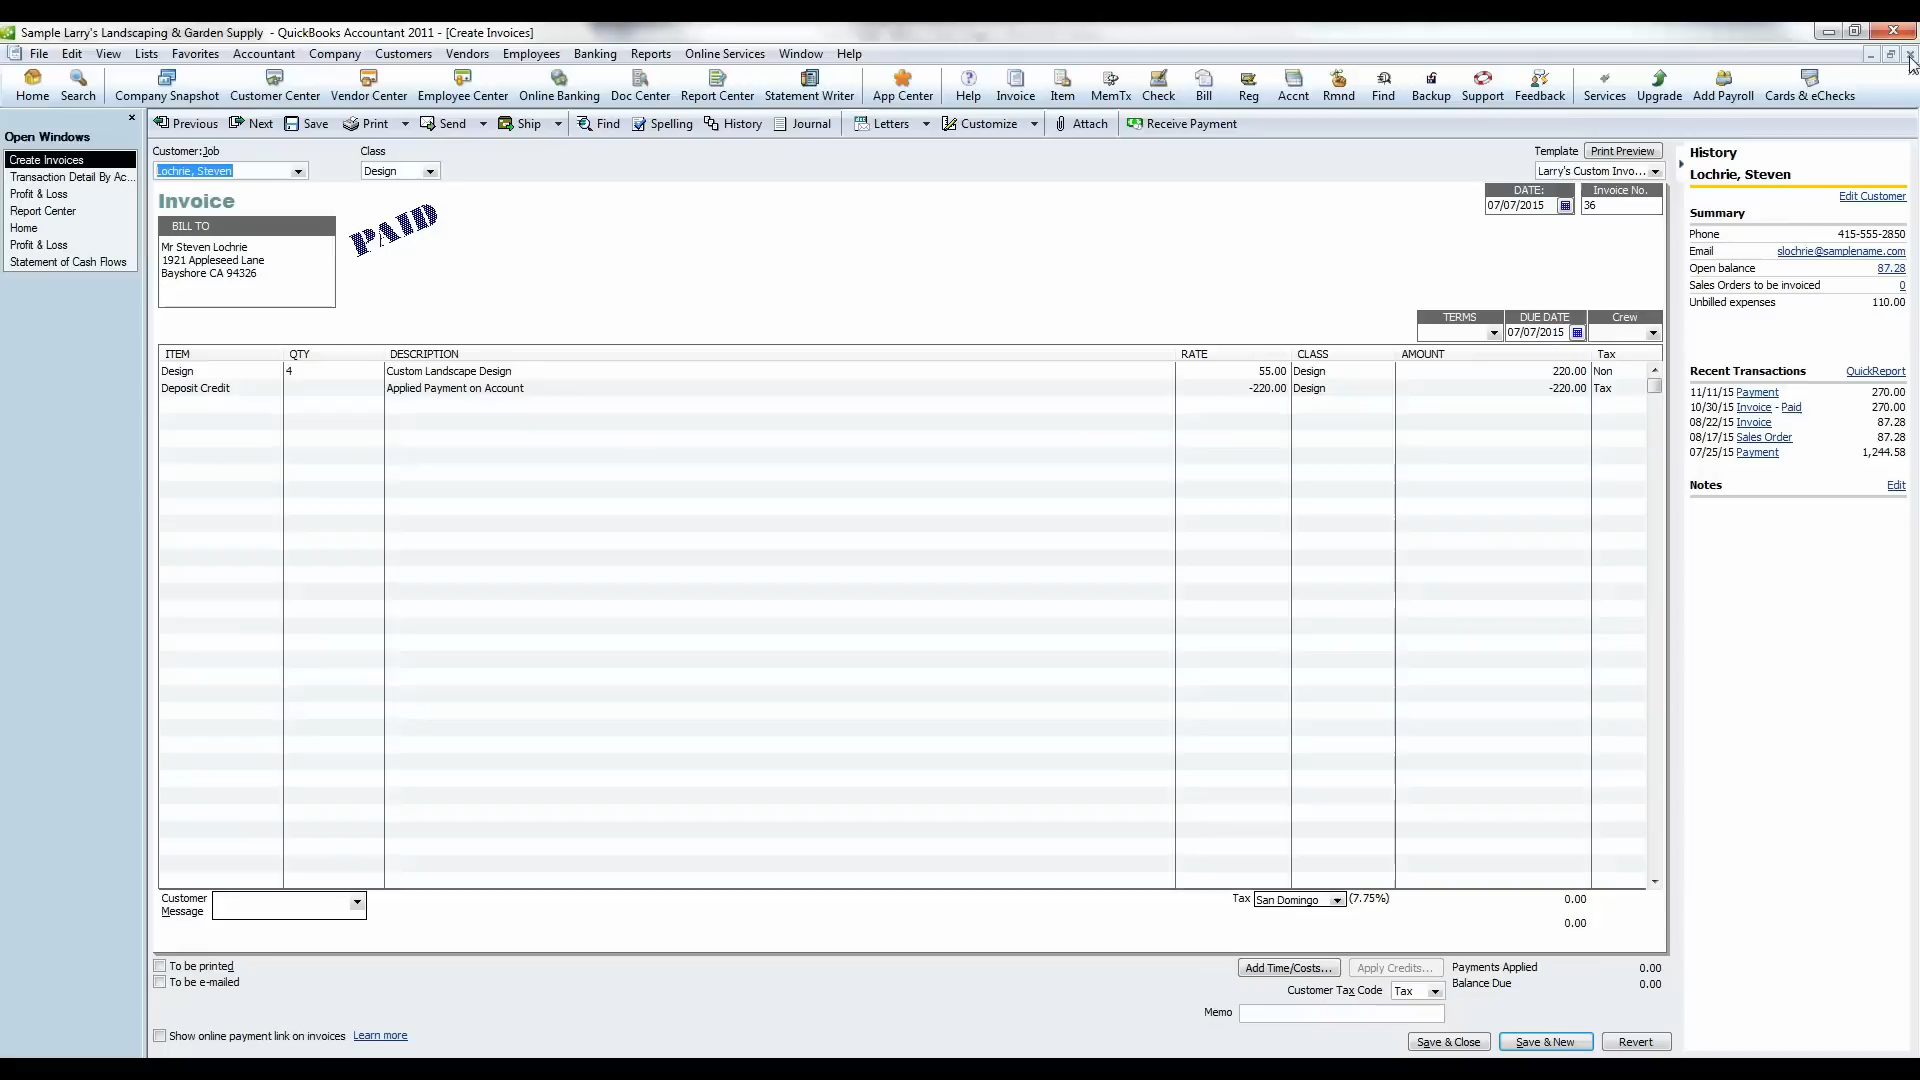 Sample Larry's Landscaping & Garden Supply - QuickBooks Accountant 2011 - [Create Invoices]
File Edit View Lists Favorites Accountant Company Customers Vendors Employees Banking Reports Online Services Window Help
Home Search Company Snapshot Customer Center Vendor Center Employee Center Online Banking Doc Center Report Center Statement Writer App Center Help Invoice Item MemTx Check Bill Reg Accnt Rmnd Find Backup Support Feedback Services Upgrade Add Payroll Cards & eChecks
Previous Next Save Print Send Ship Find Spelling History Journal Letters Customize Attach Receive Payment
Open Windows
Create Invoices
Transaction Detail By Ac...
Profit & Loss
Report Center
Home
Profit & Loss
Statement of Cash Flows
Customer:Job Class Template Print Preview
Lochrie, Steven Design Larry's Custom Invo...
Invoice
DATE: Invoice No.
07/07/2015 36
BILL TO
PAID
Mr Steven Lochrie
1921 Appleseed Lane
Bayshore CA 94326
TERMS DUE DATE Crew
07/07/2015
ITEM QTY DESCRIPTION RATE CLASS AMOUNT Tax
Design 4 Custom Landscape Design 55.00 Design 220.00 Non
Deposit Credit Applied Payment on Account -220.00 Design -220.00 Tax
Customer Message
Tax San Domingo (7.75%) 0.00
0.00
To be printed
To be e-mailed
Add Time/Costs... Apply Credits... Payments Applied 0.00
Customer Tax Code Tax Balance Due 0.00
Memo
Show online payment link on invoices Learn more
Save & Close Save & New Revert
History
Lochrie, Steven
Edit Customer
Summary
Phone 415-555-2850
Email slochrie@samplename.com
Open balance 87.28
Sales Orders to be invoiced 0
Unbilled expenses 110.00
Recent Transactions QuickReport
11/11/15 Payment 270.00
10/30/15 Invoice - Paid 270.00
08/22/15 Invoice 87.28
08/17/15 Sales Order 87.28
07/25/15 Payment 1,244.58
Notes Edit